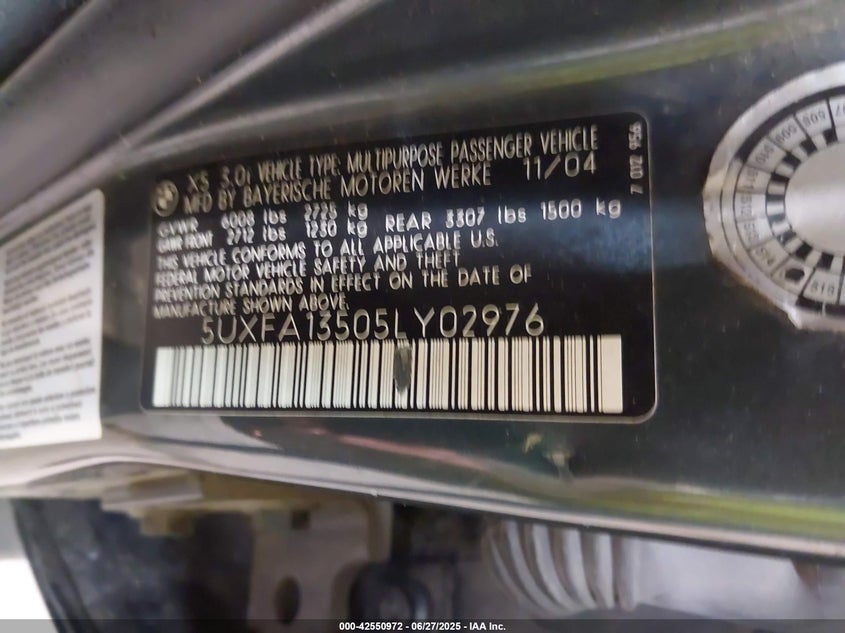 X5 3.0i VEHICLE TYPE: MULTIPURPOSE PASSENGER VEHICLE
MFD BY BAYERISCHE MOTOREN WERKE 11/04
GVWR 6008 lbs 2725 kg
GAWR FRONT 2712 lbs 1230 kg REAR 3307 lbs 1500 kg
THIS VEHICLE CONFORMS TO ALL APPLICABLE U.S.
FEDERAL MOTOR VEHICLE SAFETY AND THEFT
PREVENTION STANDARDS IN EFFECT ON THE DATE OF
MANUFACTURE SHOWN ABOVE.
5UXFA13505LY02976
7 012 956
000-42550972 | 06/27/2025 - IAA Inc.